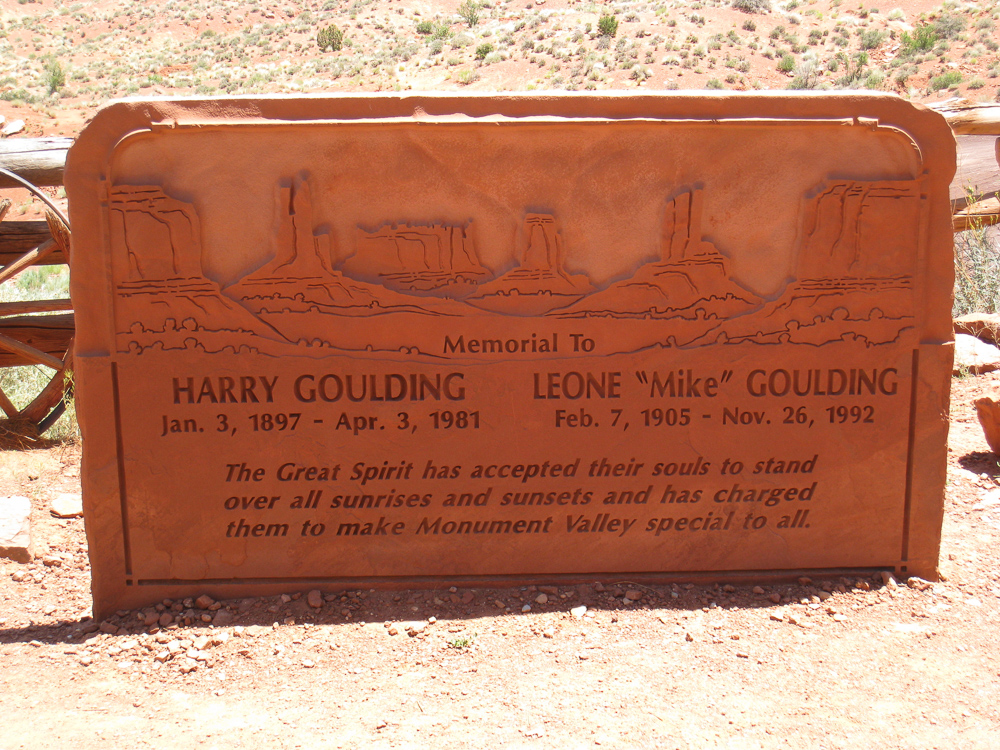 Memorial To
HARRY GOULDING
Jan. 3, 1897 - Apr. 3, 1981
LEONE "Mike" GOULDING
Feb. 7, 1905 - Nov. 26, 1992
The Great Spirit has accepted their souls to stand
over all sunrises and sunsets and has charged
them to make Monument Valley special to all.